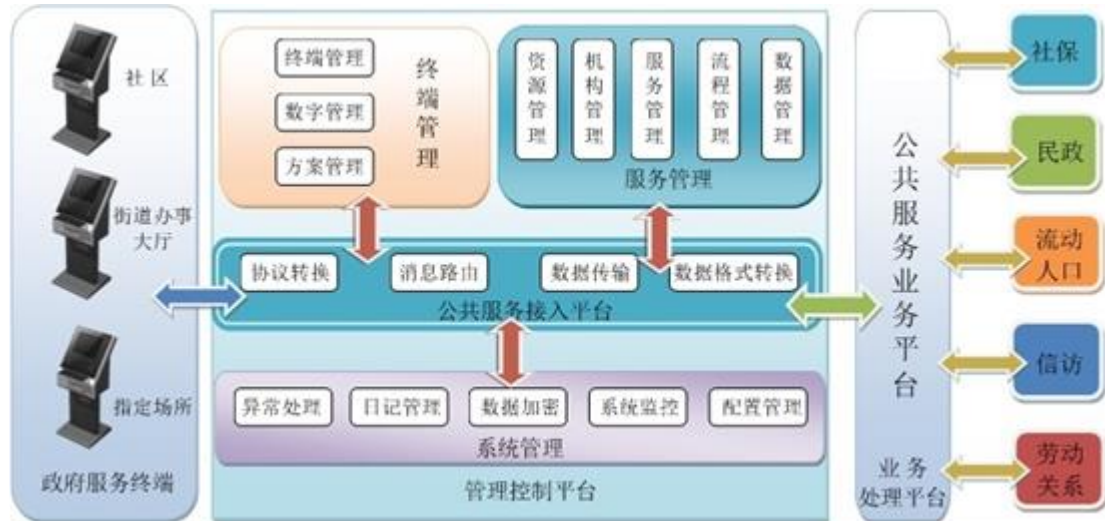 社区
街道办事
大厅
指定场所
政府服务终端
终端管理
数字管理
方案管理
终端管理
资源管理
机构管理
服务管理
流程管理
数据管理
服务管理
协议转换
消息路由
数据传输
数据格式转换
公共服务接入平台
异常处理
日记管理
数据加密
系统监控
配置管理
系统管理
管理控制平台
公共服务业务平台
业务
处理平台
社保
民政
流动
人口
信访
劳动
关系